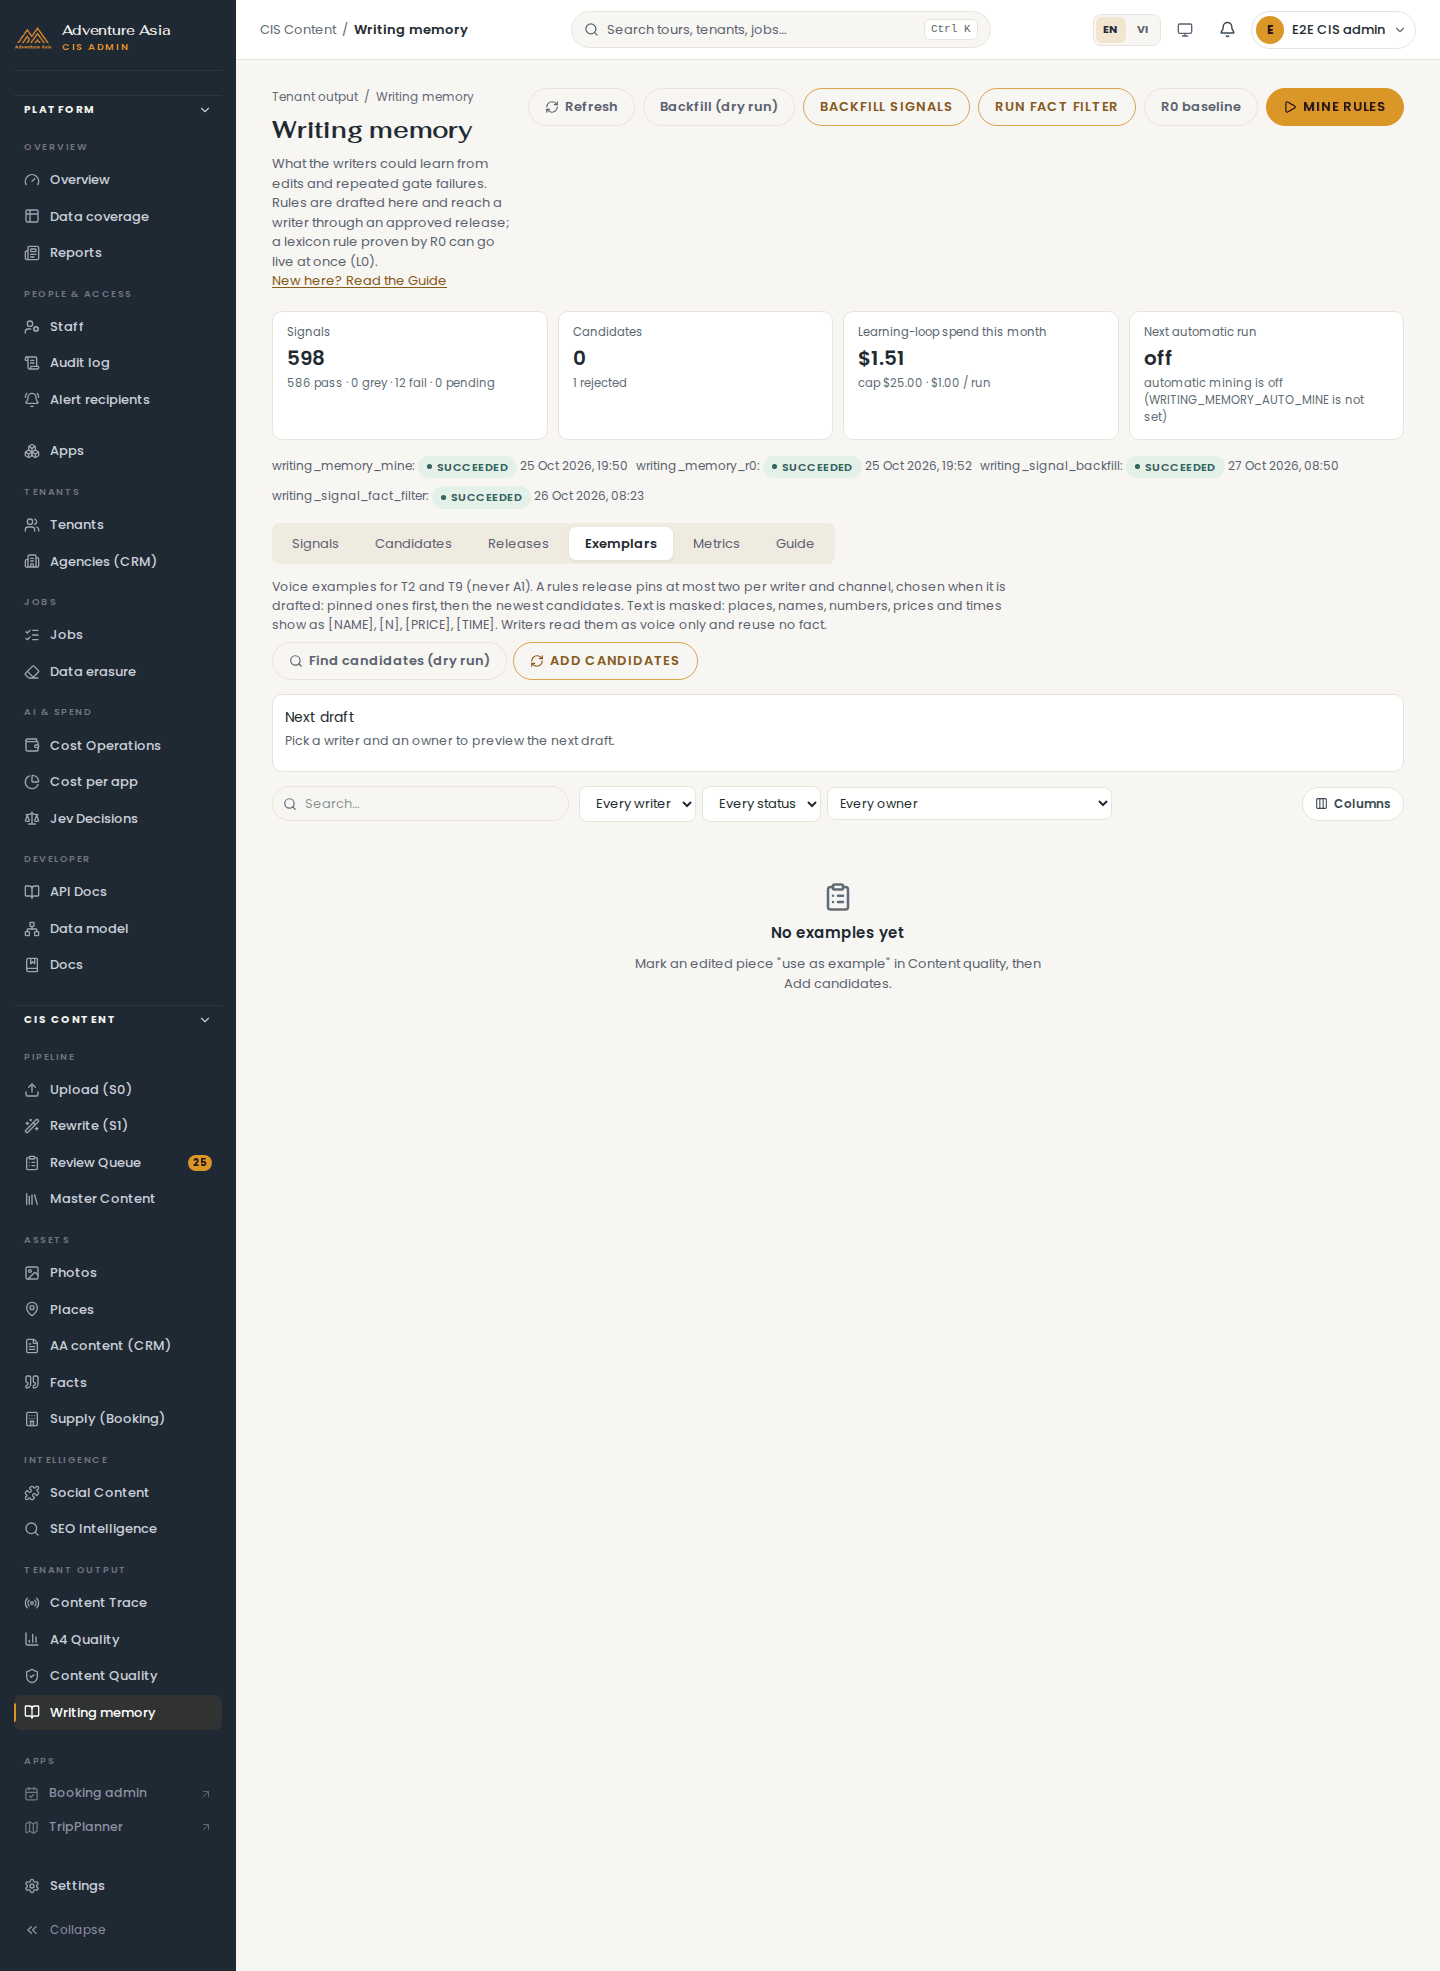 Adventure Asia
CIS ADMIN
Adventure Asia
PLATFORM
OVERVIEW
Overview
Data coverage
Reports
PEOPLE & ACCESS
Staff
Audit log
Alert recipients
Apps
TENANTS
Tenants
Agencies (CRM)
JOBS
Jobs
Data erasure
AI & SPEND
Cost Operations
Cost per app
Jev Decisions
DEVELOPER
API Docs
Data model
Docs
CIS CONTENT
PIPELINE
Upload (S0)
Rewrite (S1)
Review Queue 25
Master Content
ASSETS
Photos
Places
AA content (CRM)
Facts
Supply (Booking)
INTELLIGENCE
Social Content
SEO Intelligence
TENANT OUTPUT
Content Trace
A4 Quality
Content Quality
Writing memory
APPS
Booking admin
TripPlanner
Settings
Collapse
CIS Content / Writing memory
Search tours, tenants, jobs... Ctrl K
EN VI
E E2E CIS admin
Tenant output / Writing memory
Refresh Backfill (dry run) BACKFILL SIGNALS RUN FACT FILTER R0 baseline MINE RULES
Writing memory
What the writers could learn from
edits and repeated gate failures.
Rules are drafted here and reach a
writer through an approved release;
a lexicon rule proven by R0 can go
live at once (L0).
New here? Read the Guide
Signals
598
586 pass · 0 grey · 12 fail · 0 pending
Candidates
0
1 rejected
Learning-loop spend this month
$1.51
cap $25.00 · $1.00 / run
Next automatic run
off
automatic mining is off
(WRITING_MEMORY_AUTO_MINE is not
set)
writing_memory_mine: SUCCEEDED 25 Oct 2026, 19:50 writing_memory_r0: SUCCEEDED 25 Oct 2026, 19:52 writing_signal_backfill: SUCCEEDED 27 Oct 2026, 08:50
writing_signal_fact_filter: SUCCEEDED 26 Oct 2026, 08:23
Signals Candidates Releases Exemplars Metrics Guide
Voice examples for T2 and T9 (never A1). A rules release pins at most two per writer and channel, chosen when it is
drafted: pinned ones first, then the newest candidates. Text is masked: places, names, numbers, prices and times
show as [NAME], [N], [PRICE], [TIME]. Writers read them as voice only and reuse no fact.
Find candidates (dry run) ADD CANDIDATES
Next draft
Pick a writer and an owner to preview the next draft.
Search... Every writer Every status Every owner Columns
No examples yet
Mark an edited piece "use as example" in Content quality, then
Add candidates.